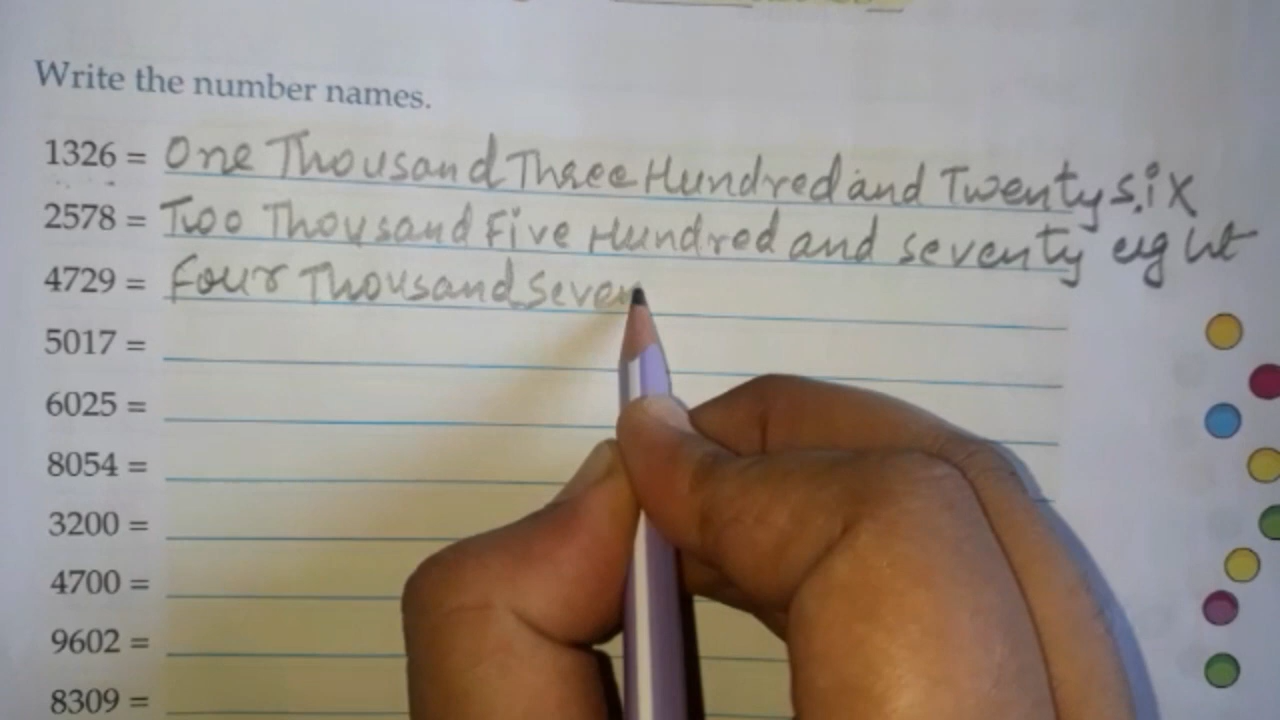 Write the number names.
1326 = One Thousand Three Hundred and Twenty six
2578 = Two Thousand Five Hundred and seventy eight
4729 = Four Thousand Seven
5017 =
6025 =
8054 =
3200 =
4700 =
9602 =
8309 =